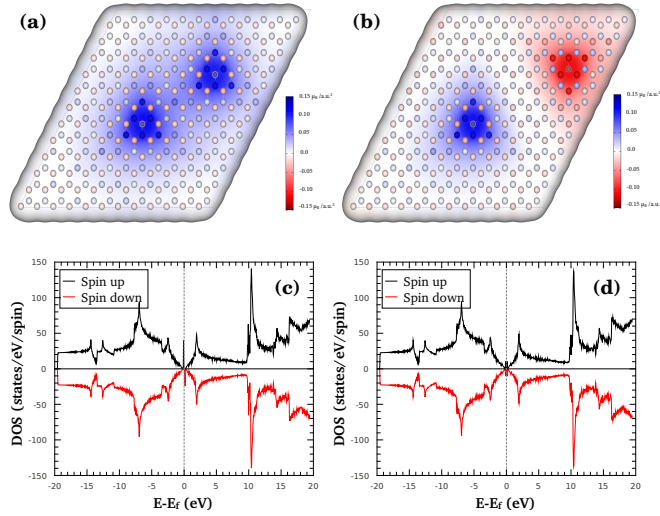 (a)
0.15 μB /a.u.²
0.10
0.05
0.00
-0.05
-0.10
-0.15 μB /a.u.²
(b)
0.15 μB /a.u.²
0.10
0.05
0.00
-0.05
-0.10
-0.15 μB /a.u.²
DOS (states/eV/spin)
150
100
50
0
-50
-100
-150
Spin up
Spin down
(c)
-20 -15 -10 -5 0 5 10 15 20
E-Ef (eV)
DOS (states/eV/spin)
150
100
50
0
-50
-100
-150
Spin up
Spin down
(d)
-20 -15 -10 -5 0 5 10 15 20
E-Ef (eV)